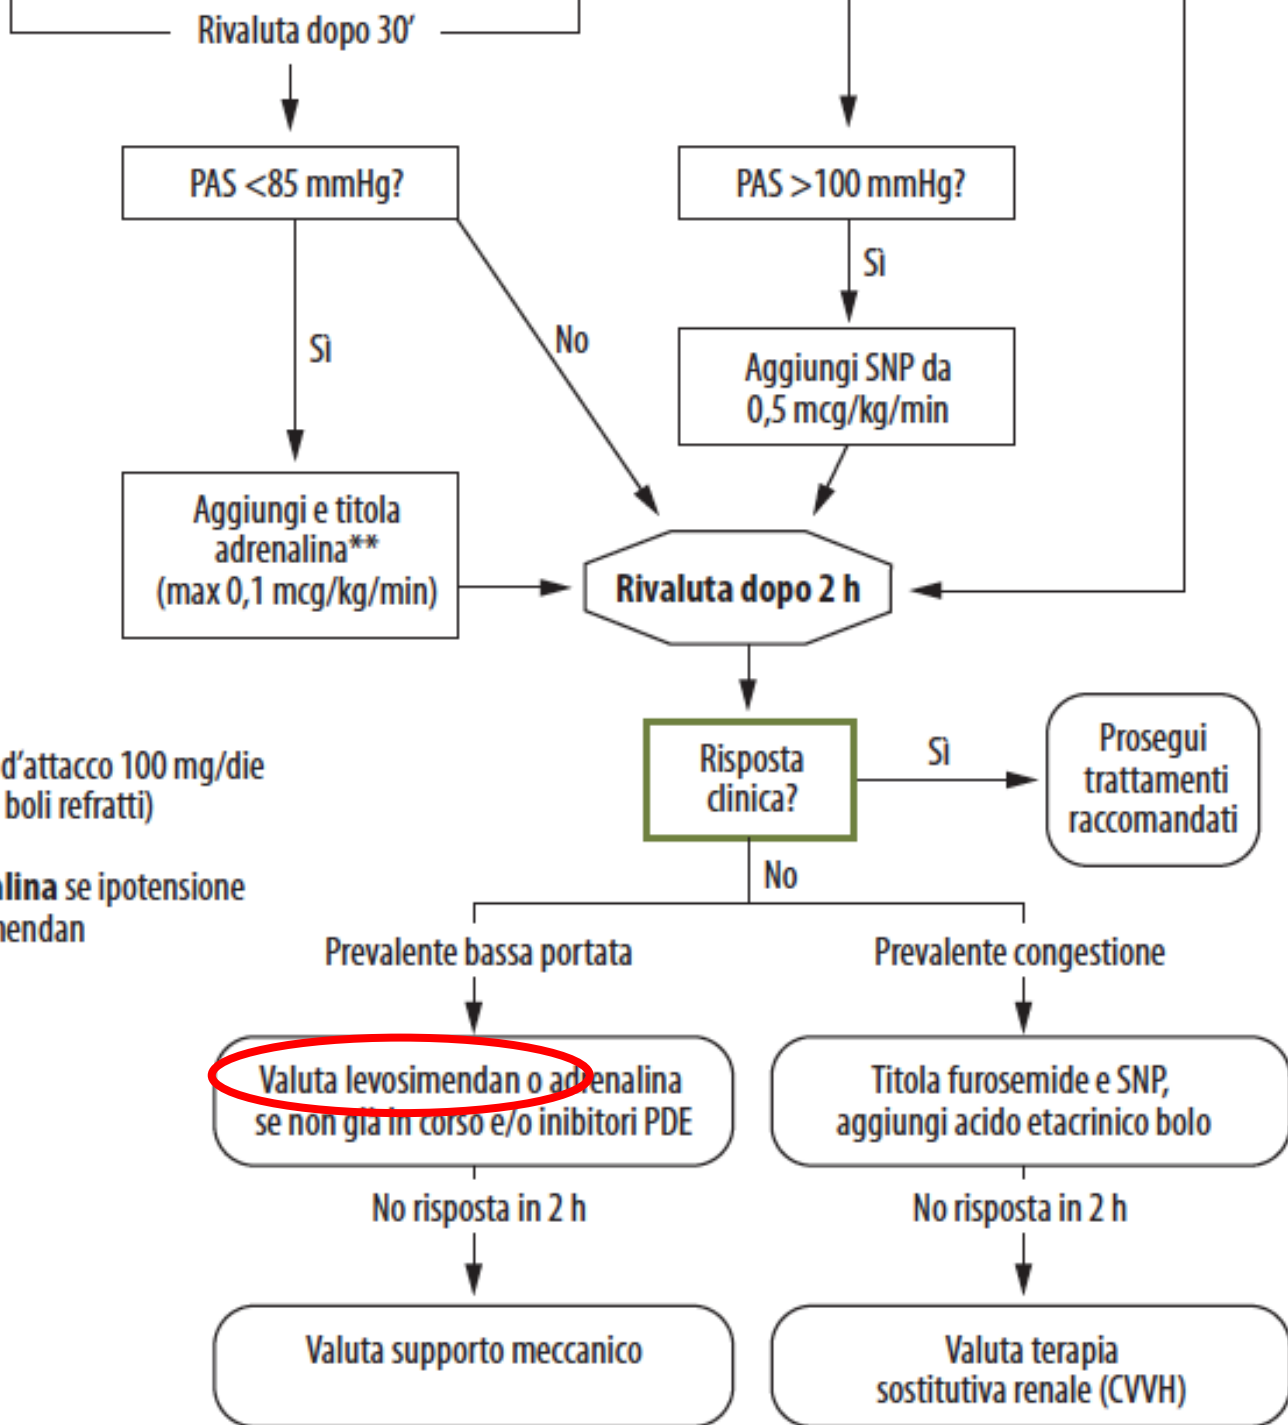 Rivaluta dopo 30'
PAS <85 mmHg?
PAS >100 mmHg?
Sì
No
Sì
Aggiungi SNP da
0,5 mcg/kg/min
Aggiungi e titola
adrenalina**
(max 0,1 mcg/kg/min)
Rivaluta dopo 2 h
Risposta
clinica?
Sì
Prosegui
trattamenti
raccomandati
d'attacco 100 mg/die
boli refratti)
lina se ipotensione
endan
No
Prevalente bassa portata
Prevalente congestione
Valuta levosimendan o adrenalina
se non già in corso e/o inibitori PDE
Titola furosemide e SNP,
aggiungi acido etacrinico bolo
No risposta in 2 h
No risposta in 2 h
Valuta supporto meccanico
Valuta terapia
sostitutiva renale (CVVH)